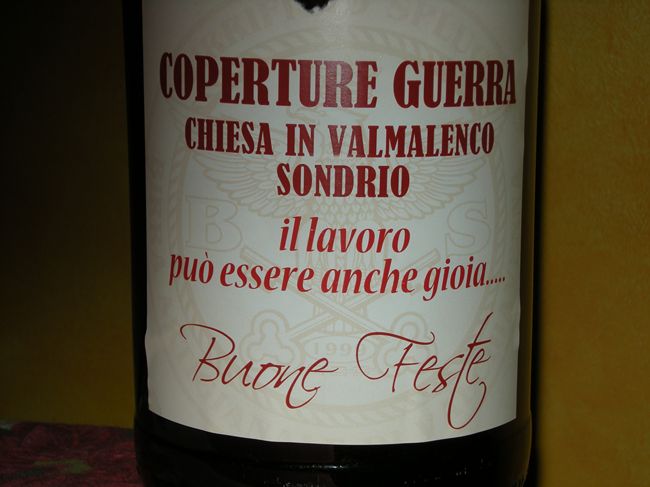 COPERTURE GUERRA
CHIESA IN VALMALENCO
SONDRIO
B S
il lavoro
può essere anche gioia.....
Buone Feste